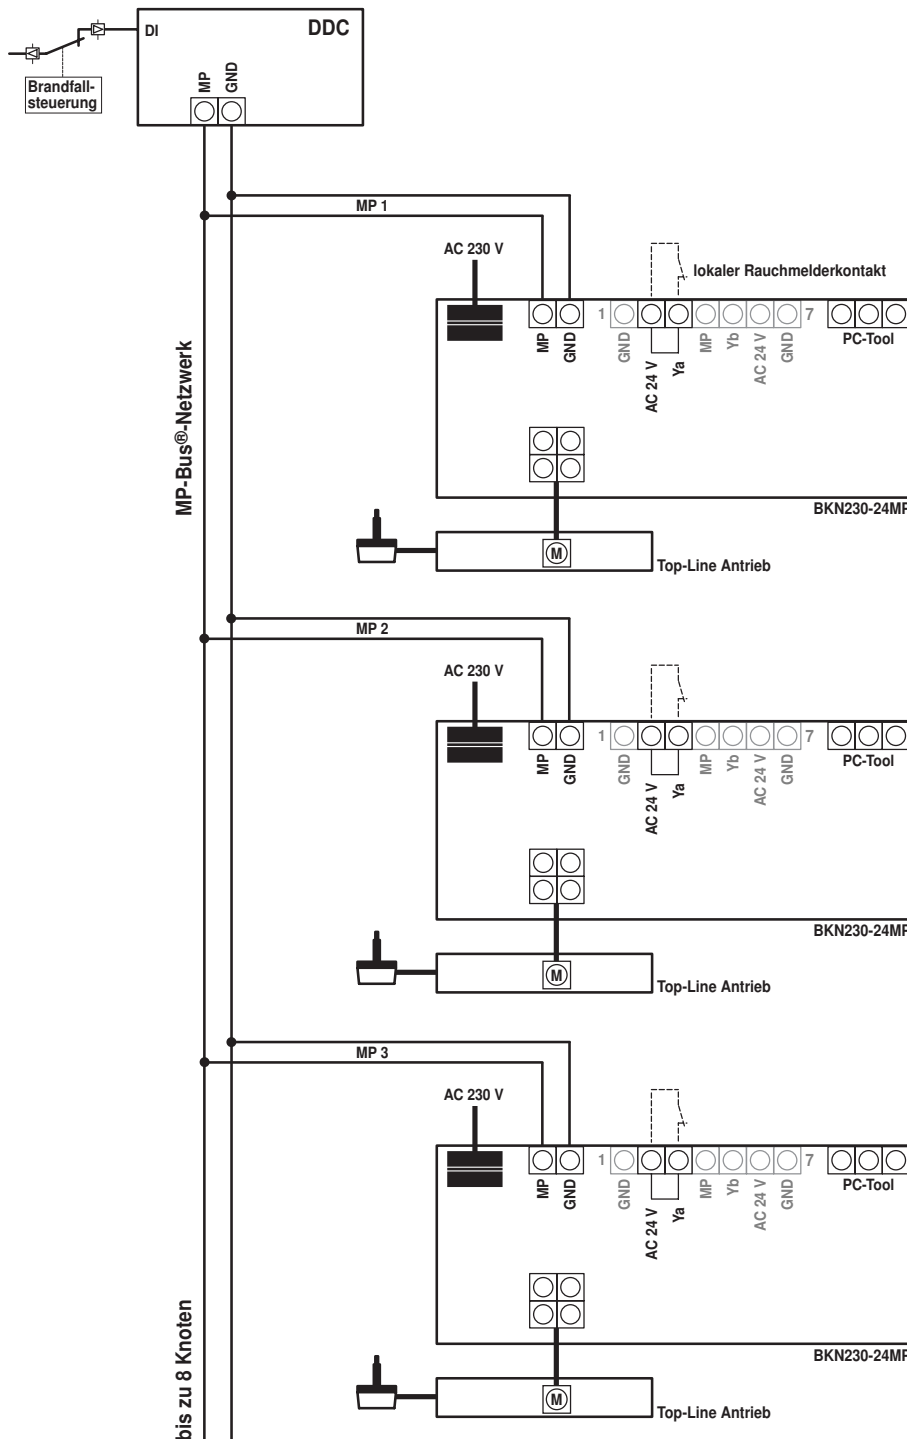 DI
DDC
Brandfall-
steuerung
MP
GND
MP 1
AC 230 V
lokaler Rauchmelderkontakt
1
7
MP
GND
GND
AC 24 V
Ya
MP
Yb
AC 24 V
GND
PC-Tool
MP-Bus®-Netzwerk
BKN230-24MP
M
Top-Line Antrieb
MP 2
AC 230 V
1
7
MP
GND
GND
AC 24 V
Ya
MP
Yb
AC 24 V
GND
PC-Tool
BKN230-24MP
M
Top-Line Antrieb
MP 3
AC 230 V
1
7
MP
GND
GND
AC 24 V
Ya
MP
Yb
AC 24 V
GND
PC-Tool
bis zu 8 Knoten
BKN230-24MP
M
Top-Line Antrieb